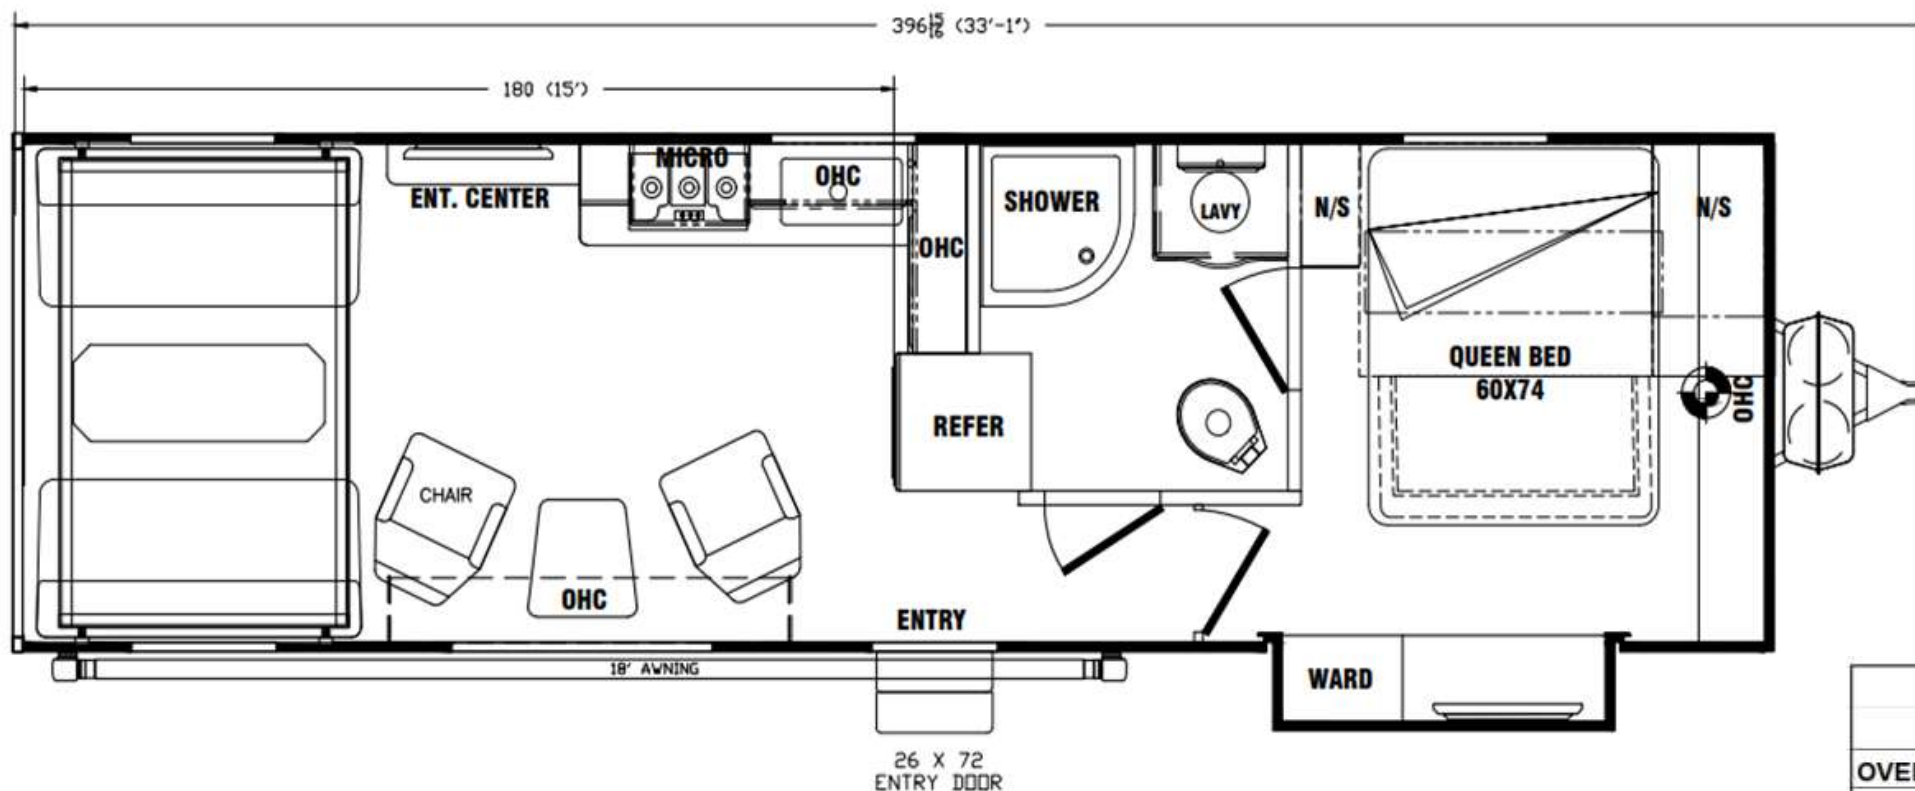 396 15/16 (33'-1")
180 (15')
MICRO
OHC
ENT. CENTER
SHOWER
LAVY
N/S
N/S
OHC
QUEEN BED
60X74
OHC
REFER
CHAIR
OHC
ENTRY
18' AWNING
WARD
26 X 72
ENTRY DOOR